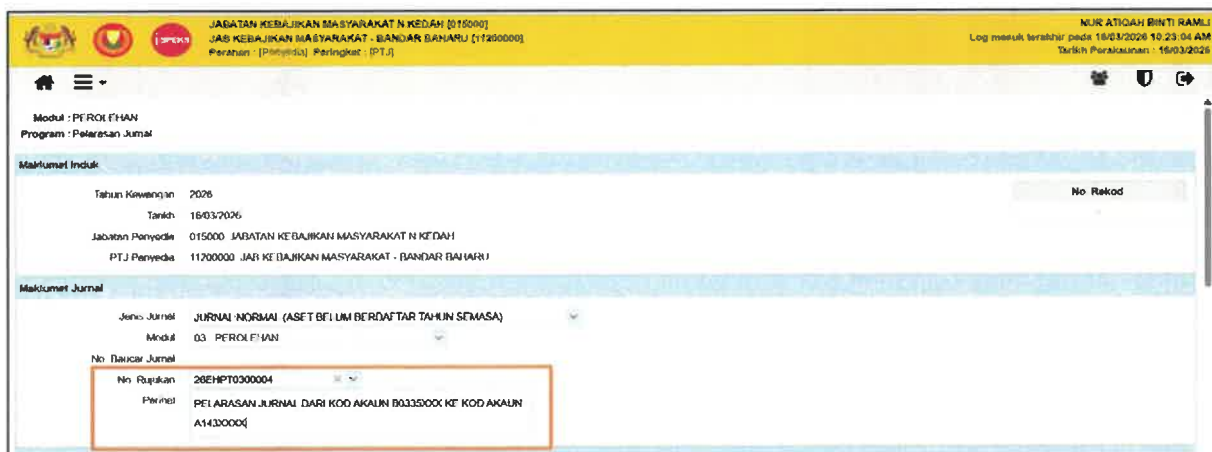 JABATAN KEBAJIKAN MASYARAKAT N KEDAH [015000]
JAB KEBAJIKAN MASYARAKAT - BANDAR BAHARU [11200000]
Peranan : [Penyedia] Peringkat : [PTJ]
NUR ATIQAH BINTI RAMLI
Log masuk terakhir pada 16/03/2026 10:23:04 AM
Tarikh Perakaunan : 16/03/2026
iSPEKS
Modul : PEROLEHAN
Program : Pelarasan Jurnal
Maklumat Induk
Tahun Kewangan 2026
No Rekod
Tarikh 16/03/2026
Jabatan Penyedia 015000 JABATAN KEBAJIKAN MASYARAKAT N KEDAH
PTJ Penyedia 11200000 JAB KEBAJIKAN MASYARAKAT - BANDAR BAHARU
Maklumat Jurnal
Jenis Jurnal JURNAL NORMAL (ASET BELUM BERDAFTAR TAHUN SEMASA)
Modul 03 PEROLEHAN
No Baucar Jurnal
No Rujukan 26EHPT0300004
Perihal PELARASAN JURNAL DARI KOD AKAUN B0335XXX KE KOD AKAUN
A143XXXX